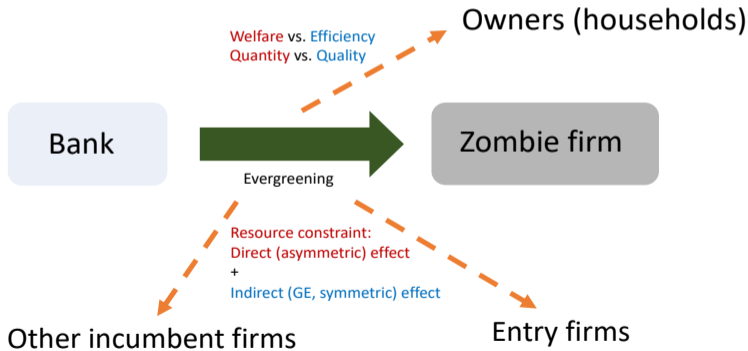 Owners (households)
Welfare vs. Efficiency
Quantity vs. Quality
Bank
Zombie firm
Evergreening
Resource constraint:
Direct (asymmetric) effect
+
Indirect (GE, symmetric) effect
Other incumbent firms
Entry firms